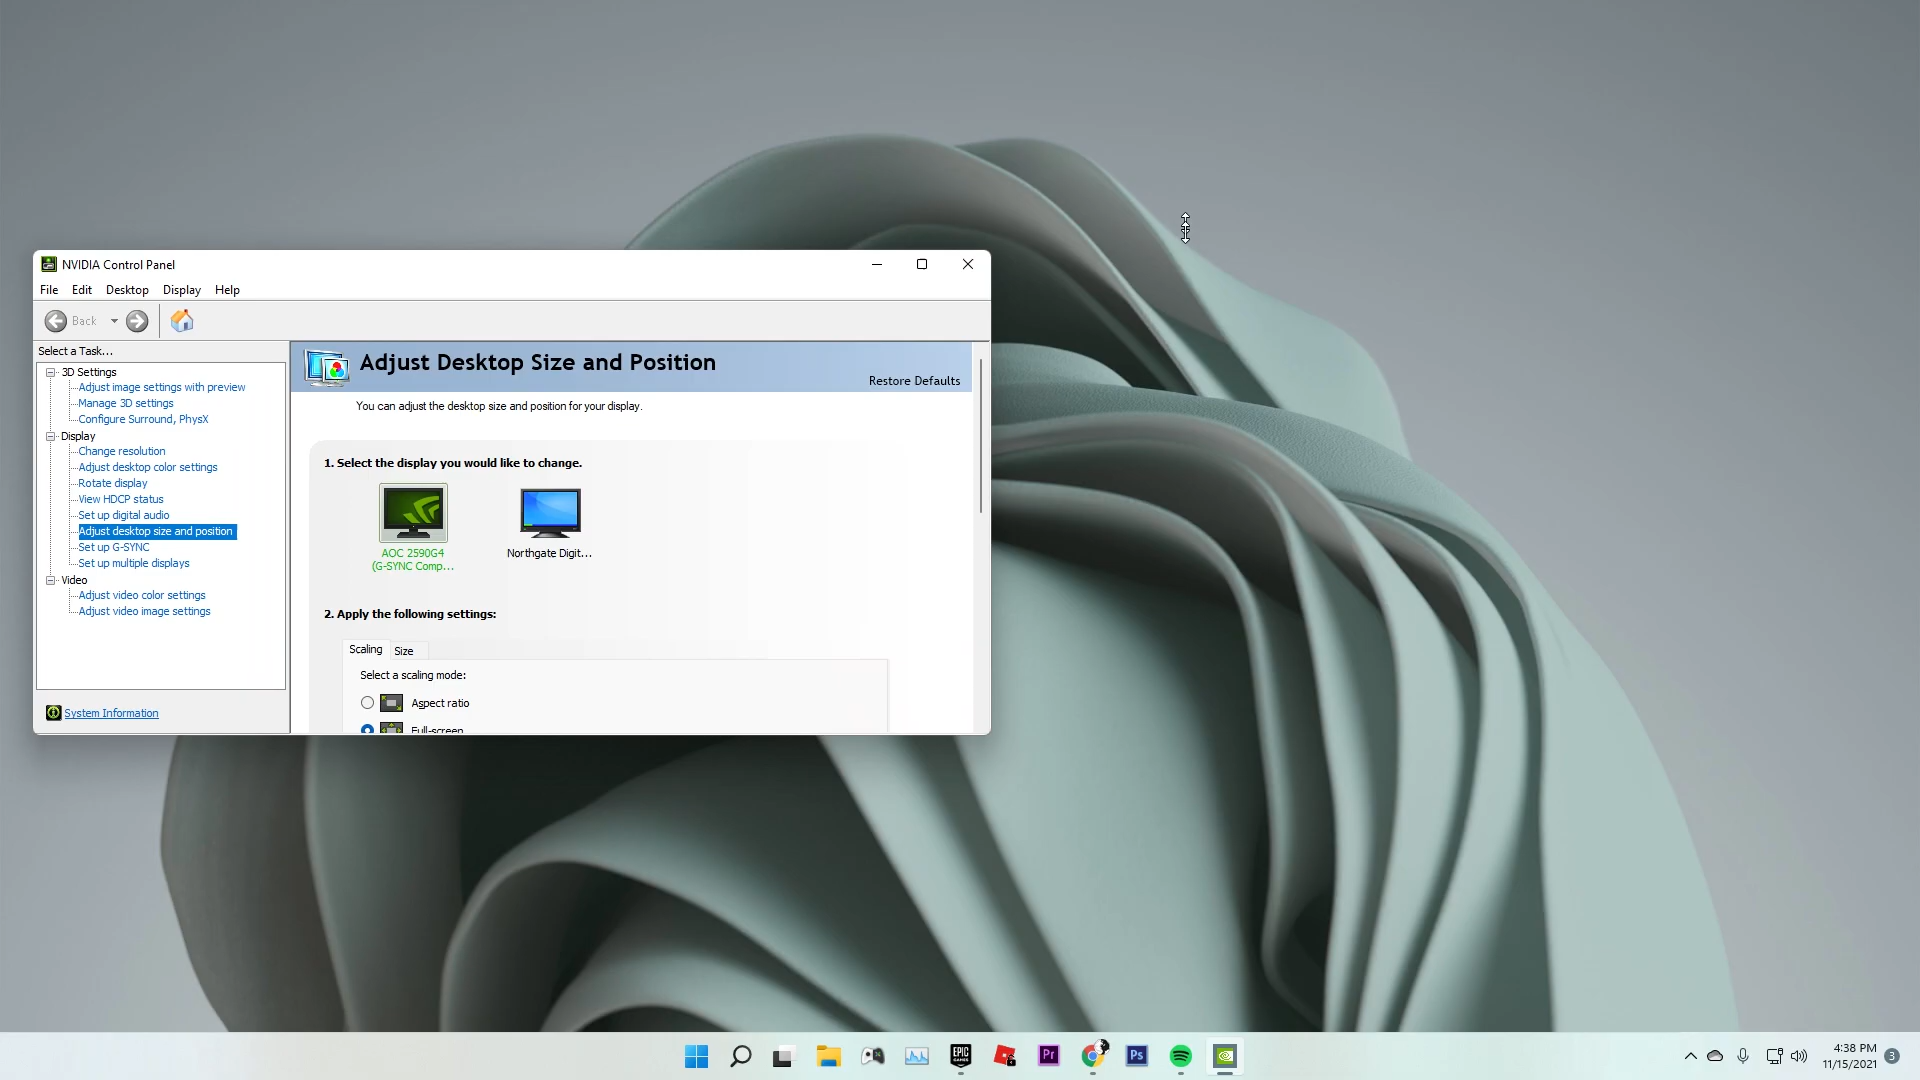 NVIDIA Control Panel
File Edit Desktop Display Help
Back
Select a Task...
3D Settings
Adjust image settings with preview
Manage 3D settings
Configure Surround, PhysX
Display
Change resolution
Adjust desktop color settings
Rotate display
View HDCP status
Set up digital audio
Adjust desktop size and position
Set up G-SYNC
Set up multiple displays
Video
Adjust video color settings
Adjust video image settings
System Information
Adjust Desktop Size and Position
Restore Defaults
You can adjust the desktop size and position for your display.
1. Select the display you would like to change.
AOC 2590G4
(G-SYNC Comp...
Northgate Digit...
2. Apply the following settings:
Scaling Size
Select a scaling mode:
Aspect ratio
Full-screen
EPIC
GAMES
Pr
Ps
4:38 PM
11/15/2021
3